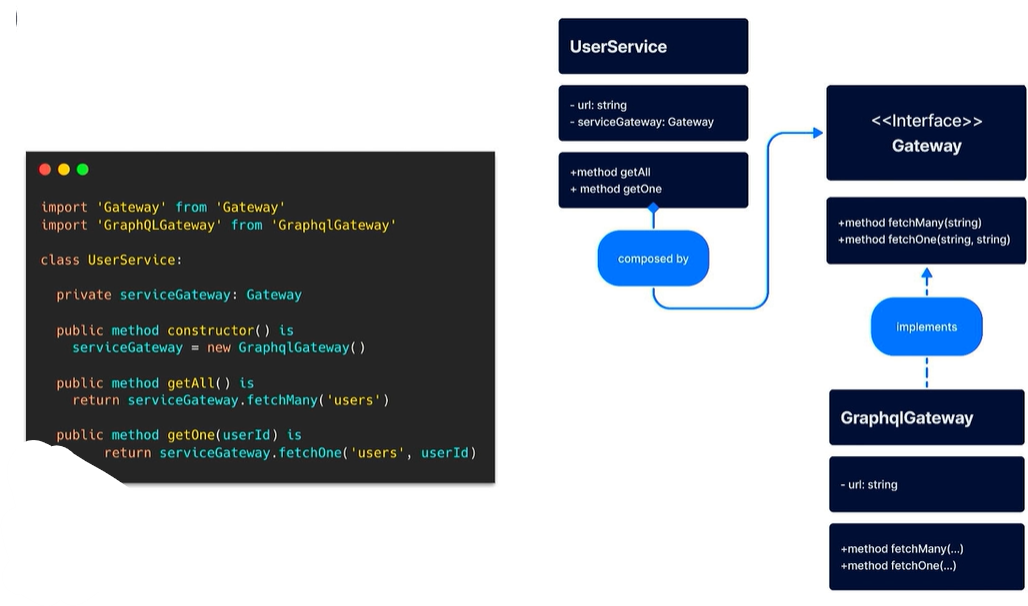 import 'Gateway' from 'Gateway'
import 'GraphQLGateway' from 'GraphqlGateway'
class UserService:
private serviceGateway: Gateway
public method constructor() is
serviceGateway = new GraphqlGateway()
public method getAll() is
return serviceGateway.fetchMany('users')
public method getOne(userId) is
return serviceGateway.fetchOne('users', userId)
UserService
- url: string
- serviceGateway: Gateway
+method getAll
+ method getOne
composed by
<<Interface>>
Gateway
+method fetchMany(string)
+method fetchOne(string, string)
implements
GraphqlGateway
- url: string
+method fetchMany(...)
+method fetchOne(...)